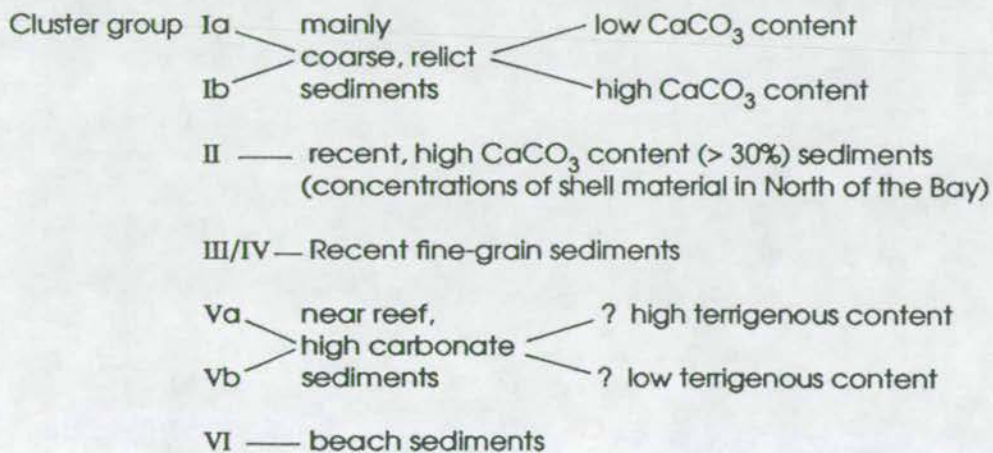 Cluster group Ia mainly low CaCO₃ content
coarse, relict
Ib sediments high CaCO₃ content
II — recent, high CaCO₃ content (> 30%) sediments
(concentrations of shell material in North of the Bay)
III/IV — Recent fine-grain sediments
Va near reef, ? high terrigenous content
high carbonate
Vb sediments ? low terrigenous content
VI — beach sediments